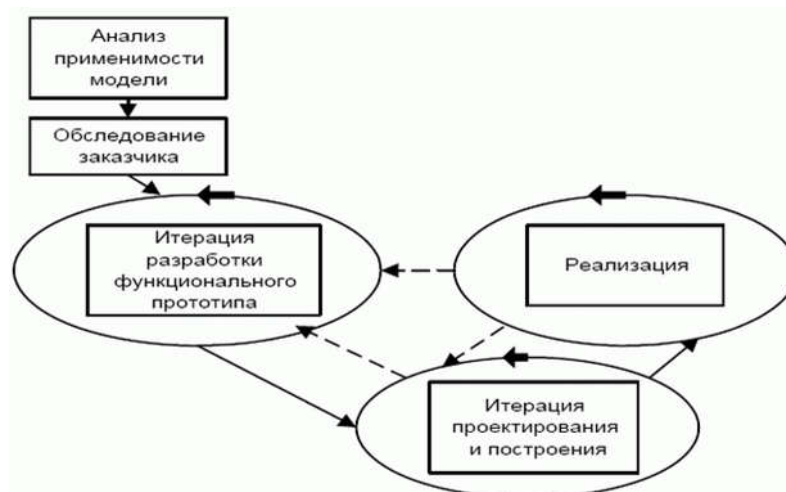 Анализ
применимости
модели
Обследование
заказчика
Итерация
разработки
функционального
прототипа
Реализация
Итерация
проектирования
и построения